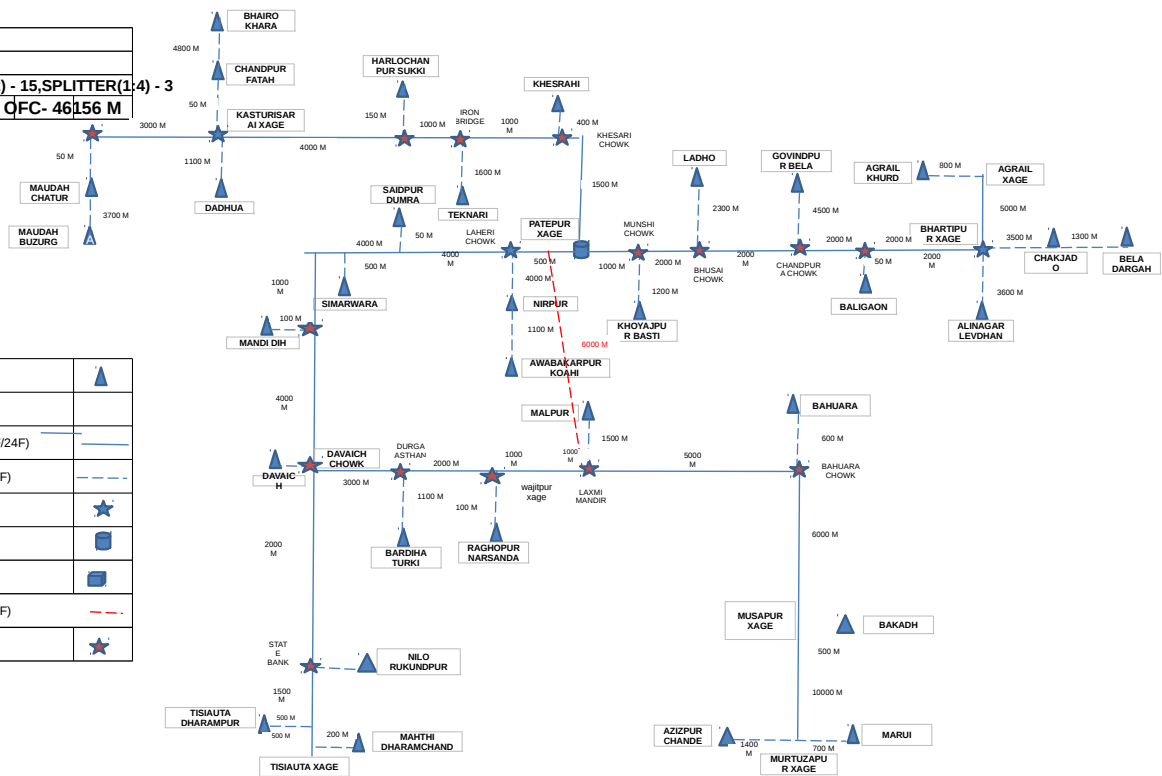 ) - 15,SPLITTER(1:4) - 3
OFC- 46156 M
BHAIRO
KHARA
4800 M
CHANDPUR
FATAH
50 M
KASTURISAR
AI XAGE
3000 M
1100 M
DADHUA
50 M
MAUDAH
CHATUR
3700 M
MAUDAH
BUZURG
4000 M
HARLOCHAN
PUR SUKKI
150 M
1000 M
IRON
BRIDGE
1000
M
KHESRAHI
400 M
KHESARI
CHOWK
1600 M
TEKNARI
1500 M
SAIDPUR
DUMRA
50 M
4000 M
500 M
SIMARWARA
LAHERI
CHOWK
4000
M
PATEPUR
XAGE
500 M
4000 M
NIRPUR
1100 M
AWABAKARPUR
KOAHI
6000 M
MUNSHI
CHOWK
1000 M
2000 M
1200 M
KHOYAJPU
R BASTI
LADHO
2300 M
BHUSAI
CHOWK
2000
M
GOVINDPU
R BELA
4500 M
CHANDPUR
A CHOWK
2000 M
50 M
BALIGAON
2000 M
2000
M
AGRAIL
KHURD
800 M
AGRAIL
XAGE
5000 M
BHARTIPU
R XAGE
3500 M
1300 M
CHAKJAD
O
BELA
DARGAH
3600 M
ALINAGAR
LEVDHAN
1000
M
100 M
MANDI DIH
4000
M
DAVAICH
CHOWK
DAVAIC
H
3000 M
DURGA
ASTHAN
2000 M
1100 M
BARDIHA
TURKI
1000
M
100 M
RAGHOPUR
NARSANDA
wajitpur
xage
1000
M
MALPUR
1500 M
LAXMI
MANDIR
5000
M
BAHUARA
600 M
BAHUARA
CHOWK
6000 M
MUSAPUR
XAGE
BAKADH
500 M
10000 M
AZIZPUR
CHANDE
1400
M
700 M
MARUI
MURTUZAPU
R XAGE
2000
M
STAT
E
BANK
NILO
RUKUNDPUR
1500
M
TISIAUTA
DHARAMPUR
500 M
500 M
200 M
MAHTHI
DHARAMCHAND
TISIAUTA XAGE
/24F)
F)
F)